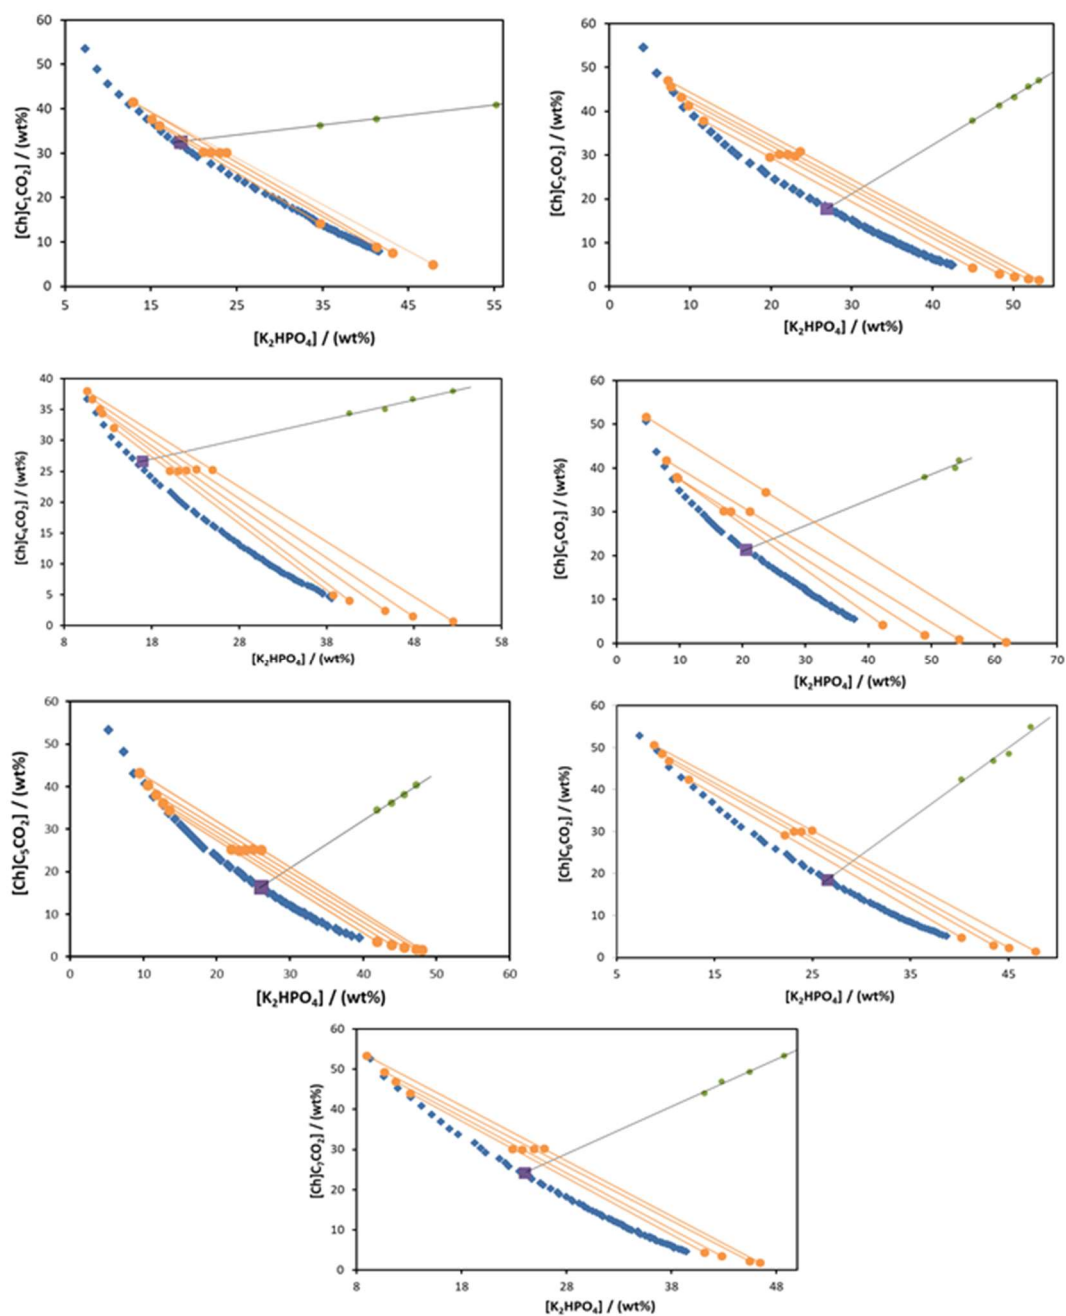 [Ch]C₁CO₂] / (wt%)
60
50
40
30
20
10
0
5 15 25 35 45 55
[K₂HPO₄] / (wt%)
[Ch]C₂CO₂] / (wt%)
60
50
40
30
20
10
0
0 10 20 30 40 50
[K₂HPO₄] / (wt%)
[Ch]C₄CO₂] / (wt%)
40
35
30
25
20
15
10
5
0
8 18 28 38 48 58
[K₂HPO₄] / (wt%)
[Ch]C₃CO₂] / (wt%)
60
50
40
30
20
10
0
0 10 20 30 40 50 60 70
[K₂HPO₄] / (wt%)
[Ch]C₅CO₂] / (wt%)
60
50
40
30
20
10
0
0 10 20 30 40 50 60
[K₂HPO₄] / (wt%)
[Ch]C₆CO₂] / (wt%)
60
50
40
30
20
10
0
5 15 25 35 45
[K₂HPO₄] / (wt%)
[Ch]C₇CO₂] / (wt%)
60
50
40
30
20
10
0
8 18 28 38 48
[K₂HPO₄] / (wt%)